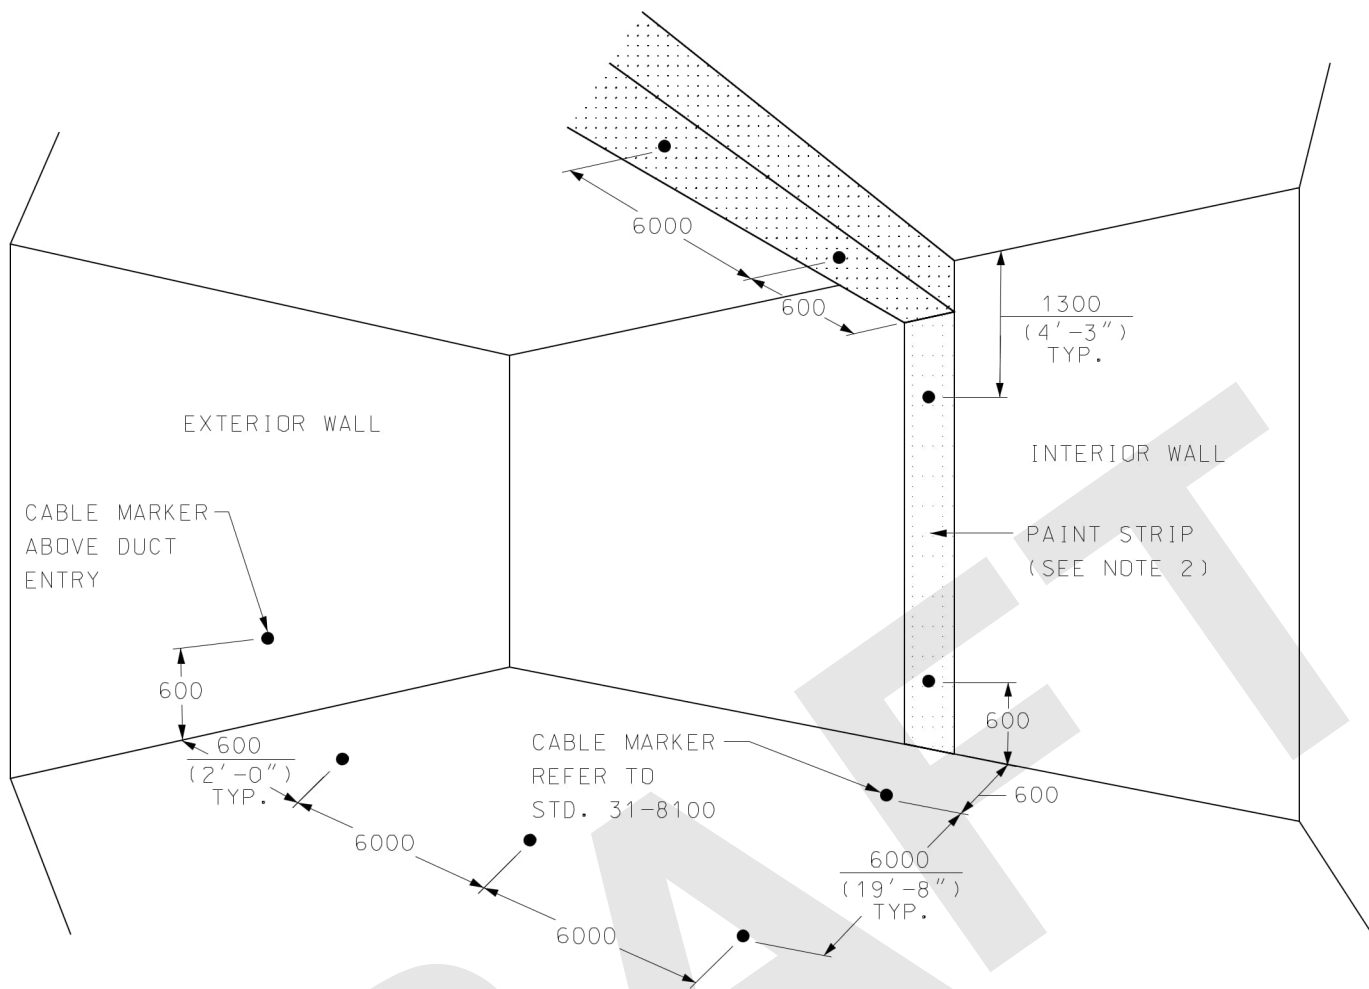 6000
600
1300
(4'-3")
TYP.
EXTERIOR WALL
INTERIOR WALL
CABLE MARKER
ABOVE DUCT
ENTRY
PAINT STRIP
(SEE NOTE 2)
600
600
(2'-0")
TYP.
CABLE MARKER
REFER TO
STD. 31-8100
600
600
6000
6000
(19'-8")
TYP.
6000
RAFT